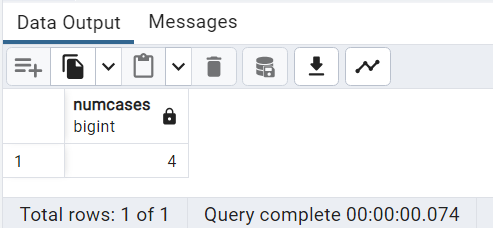 Data Output Messages
numcases
bigint
1 4
Total rows: 1 of 1 Query complete 00:00:00.074